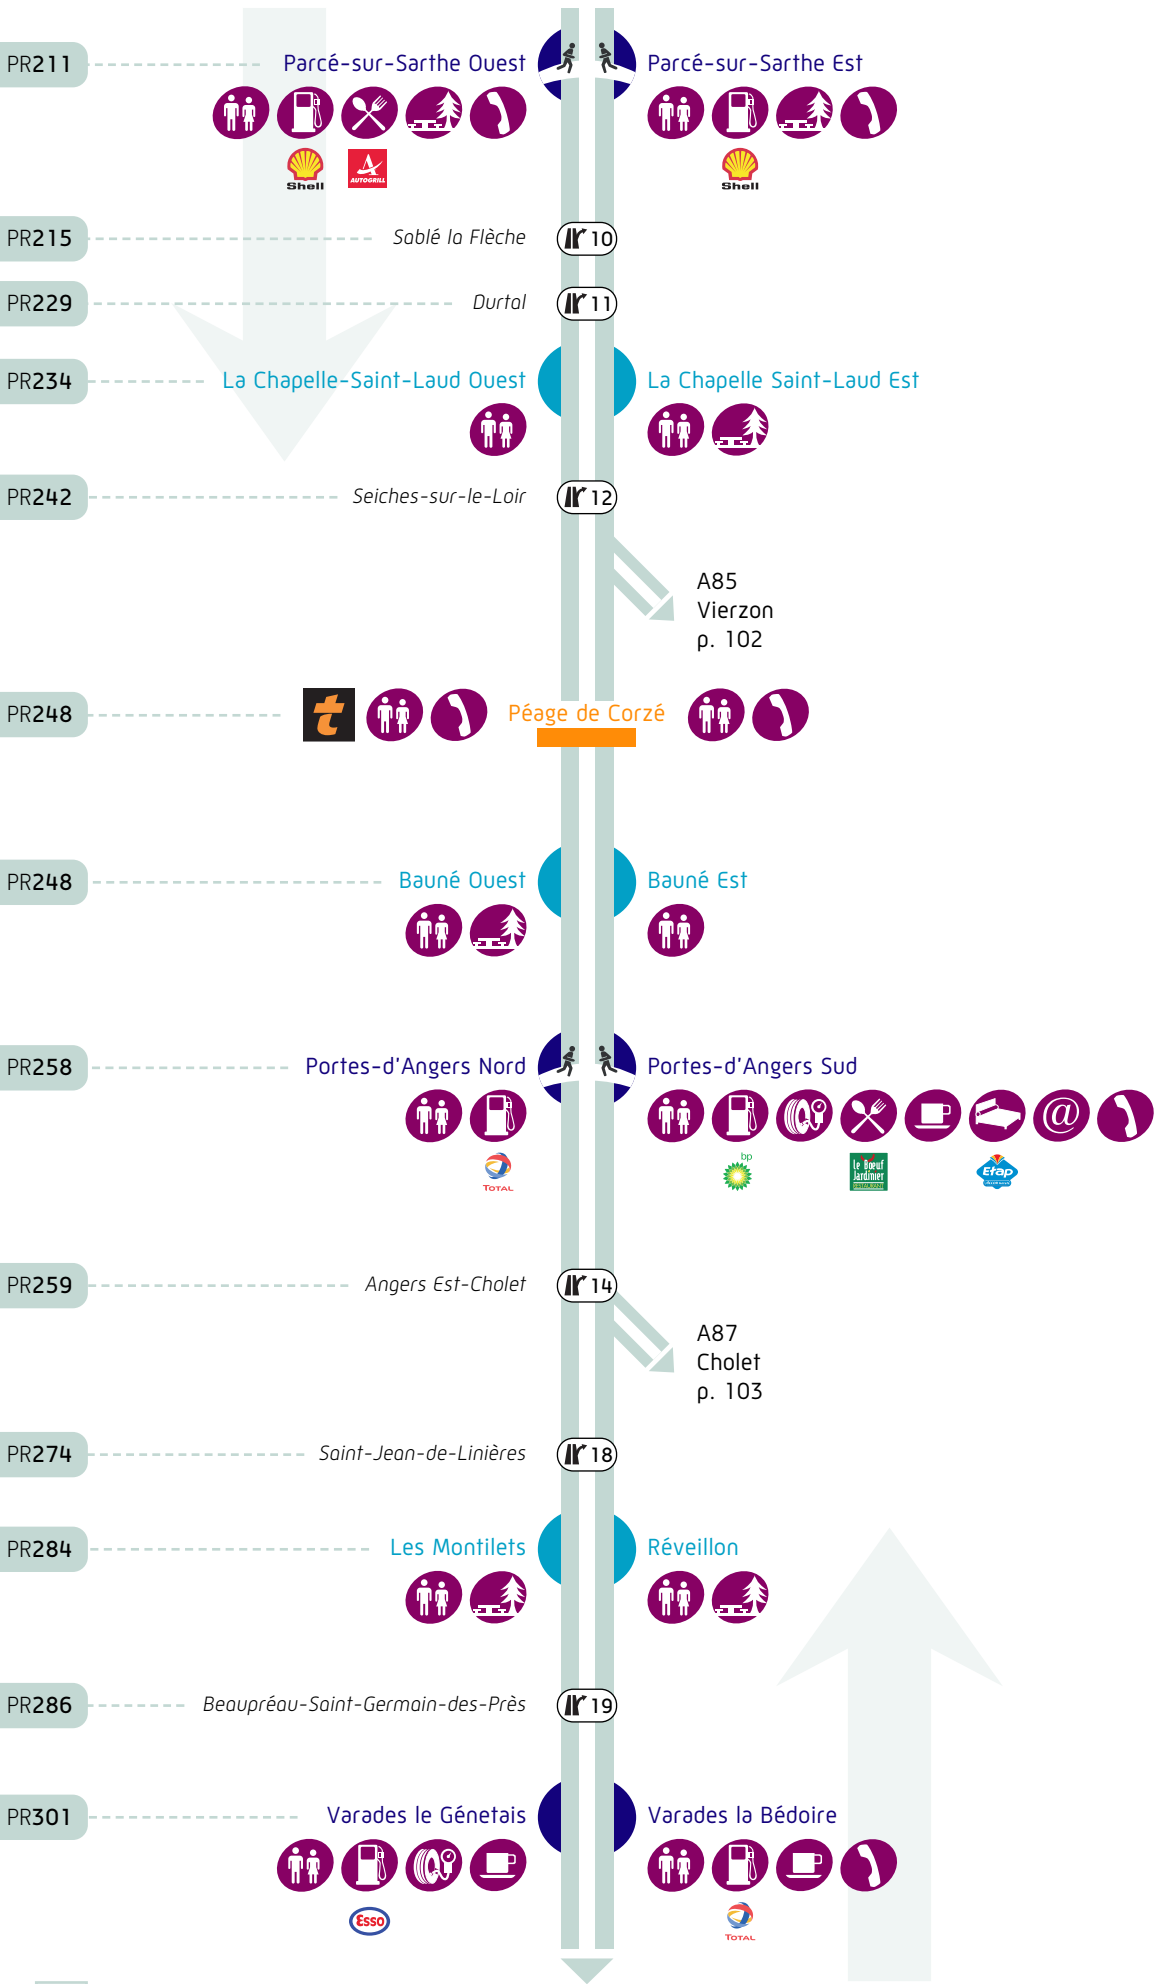 PR211
Parcé-sur-Sarthe Ouest
Parcé-sur-Sarthe Est
Shell
AUTOGRILL
Shell
PR215
Sablé la Flèche
10
PR229
Durtal
11
PR234
La Chapelle-Saint-Laud Ouest
La Chapelle Saint-Laud Est
PR242
Seiches-sur-le-Loir
12
A85
Vierzon
p. 102
PR248
t
Péage de Corzé
PR248
Bauné Ouest
Bauné Est
PR258
Portes-d'Angers Nord
Portes-d'Angers Sud
@
TOTAL
bp
Le Bœuf
Jardinier
RESTAURANT
Etap
PR259
Angers Est-Cholet
14
A87
Cholet
p. 103
PR274
Saint-Jean-de-Linières
18
PR284
Les Montilets
Réveillon
PR286
Beaupréau-Saint-Germain-des-Près
19
PR301
Varades le Génetais
Varades la Bédoire
Esso
TOTAL